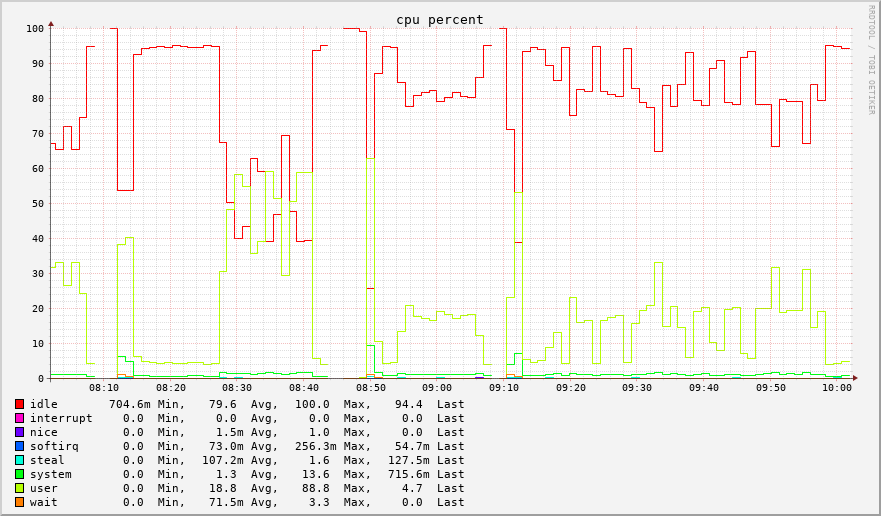 cpu percent
RRDTOOL / TOBI OETIKER
100
90
80
70
60
50
40
30
20
10
0
08:10 08:20 08:30 08:40 08:50 09:00 09:10 09:20 09:30 09:40 09:50 10:00
idle 704.6m Min, 79.6 Avg, 100.0 Max, 94.4 Last
interrupt 0.0 Min, 0.0 Avg, 0.0 Max, 0.0 Last
nice 0.0 Min, 1.5m Avg, 1.0 Max, 0.0 Last
softirq 0.0 Min, 73.0m Avg, 256.3m Max, 54.7m Last
steal 0.0 Min, 107.2m Avg, 1.6 Max, 127.5m Last
system 0.0 Min, 1.3 Avg, 13.6 Max, 715.6m Last
user 0.0 Min, 18.8 Avg, 88.8 Max, 4.7 Last
wait 0.0 Min, 71.5m Avg, 3.3 Max, 0.0 Last